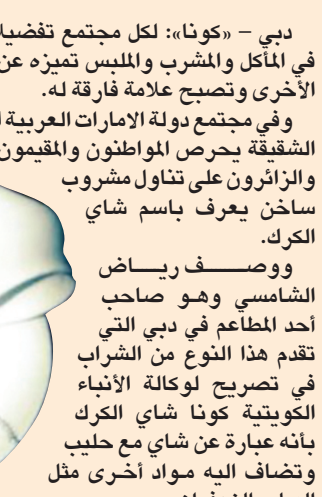 دبي – «كونا»: لكل مجتمع
في المأكل والمشرب والملبس تميزه عن
الأخرى وتصبح علامة فارقة له.
وفي مجتمع دولة الامارات العربية
الشقيقة يحرص المواطنون والمقيمون
والزائرون على تناول مشروب
ساخن يعرف باسم شاي
الكرك.
ووصف رياض
الشامسي وهو صاحب
أحد المطاعم في دبي التي
تقدم هذا النوع من الشراب
في تصريح لوكالة الأنباء
الكويتية كونا شاي الكرك
بأنه عبارة عن شاي مع حليب
وتضاف اليه مواد أخرى مثل